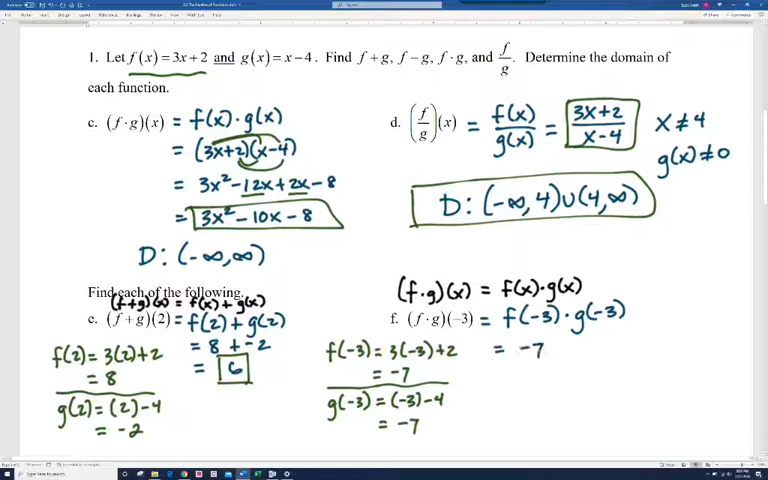 1. Let f(x) = 3x + 2 and g(x) = x − 4. Find f + g, f − g, f · g, and f/g. Determine the domain of
each function.
c. (f · g)(x) = f(x) · g(x)
= (3x+2)(x−4)
= 3x² − 12x + 2x − 8
= 3x² − 10x − 8
D: (−∞, ∞)
d. (f/g)(x) = f(x)/g(x) = (3x+2)/(x−4) x ≠ 4
g(x) ≠ 0
D: (−∞, 4) ∪ (4, ∞)
Find each of the following.
(f+g)(x) = f(x) + g(x)
e. (f + g)(2) = f(2) + g(2)
= 8 + −2
= 6
f(2) = 3(2) + 2
= 8
g(2) = (2) − 4
= −2
(f·g)(x) = f(x)·g(x)
f. (f · g)(−3) = f(−3) · g(−3)
= −7
f(−3) = 3(−3) + 2
= −7
g(−3) = (−3) − 4
= −7